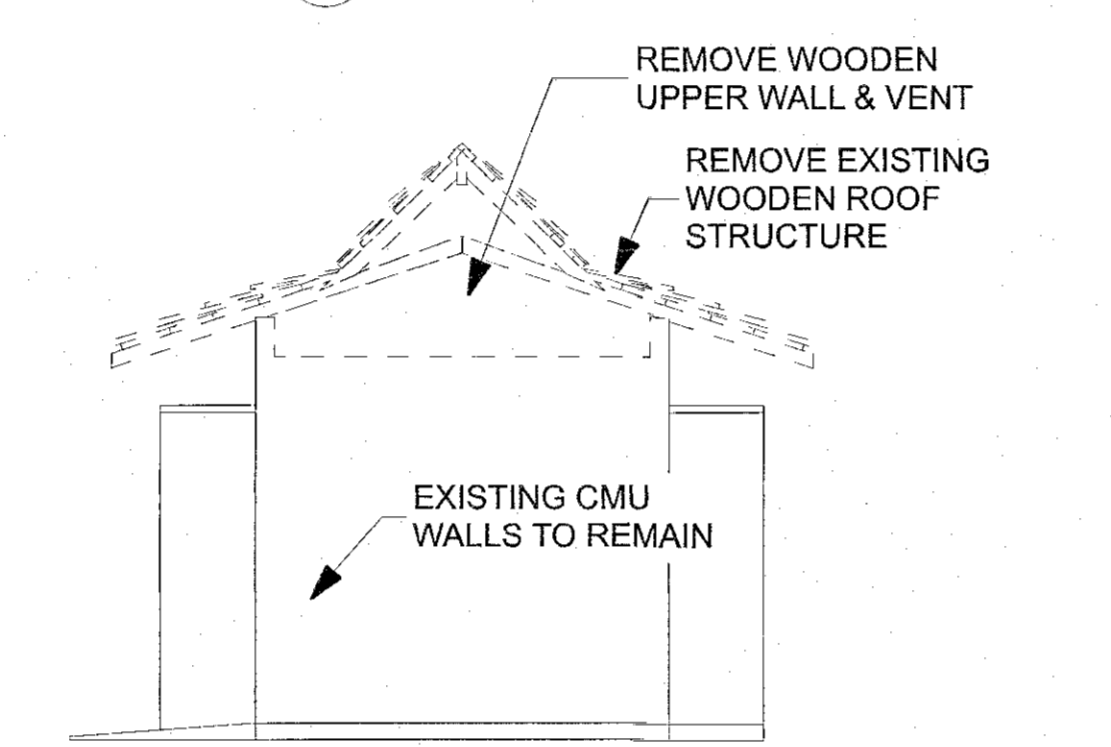 REMOVE WOODEN
UPPER WALL & VENT
REMOVE EXISTING
WOODEN ROOF
STRUCTURE
EXISTING CMU
WALLS TO REMAIN